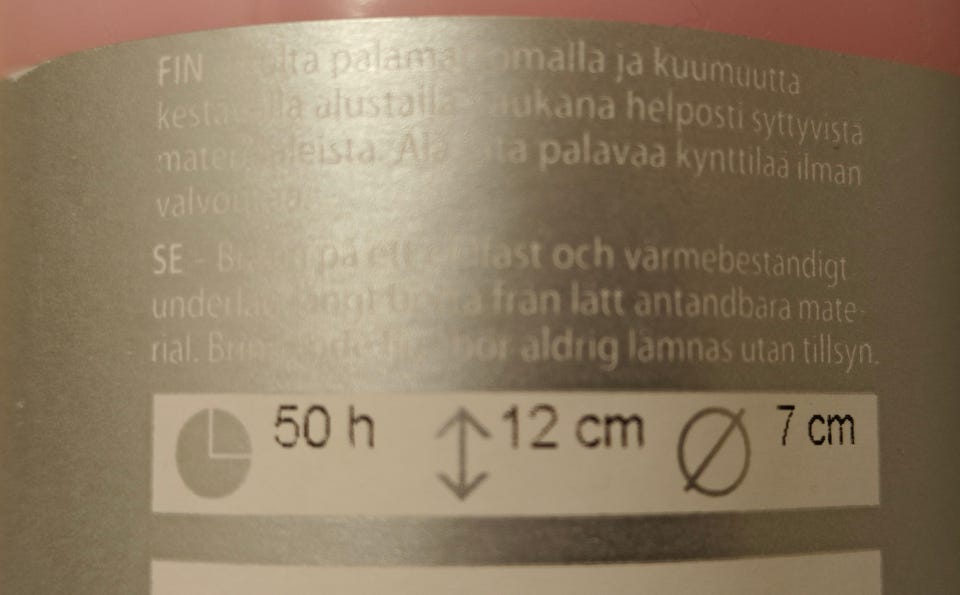 FIN palamattomalla ja kuumuutta
kestävällä alustalla kaukana helposti syttyvistä
materiaaleista. Älä jätä palavaa kynttilää ilman
valvontaa.
SE - Bränn på ett eldfast och värmebeständigt
underlag långt borta från lätt antändbara mate-
rial. Brinnande ljus bör aldrig lämnas utan tillsyn.
50 h 12 cm 7 cm